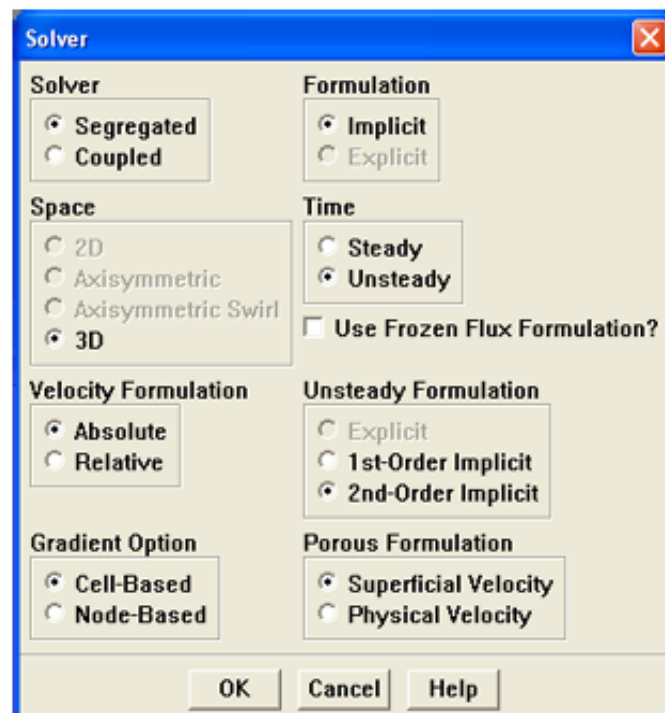 Solver
Solver
Segregated
Coupled
Formulation
Implicit
Explicit
Space
2D
Axisymmetric
Axisymmetric Swirl
3D
Time
Steady
Unsteady
Use Frozen Flux Formulation?
Velocity Formulation
Absolute
Relative
Unsteady Formulation
Explicit
1st-Order Implicit
2nd-Order Implicit
Gradient Option
Cell-Based
Node-Based
Porous Formulation
Superficial Velocity
Physical Velocity
OK Cancel Help